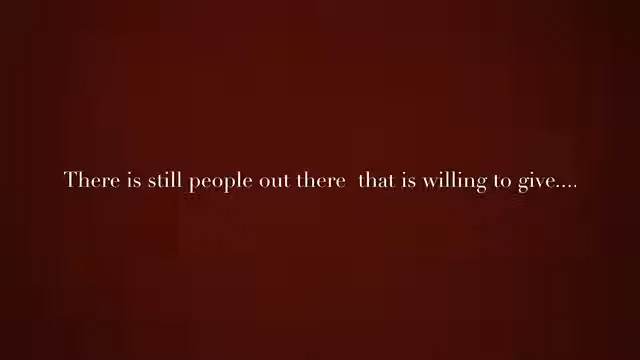 There is still people out there  that is willing to give....